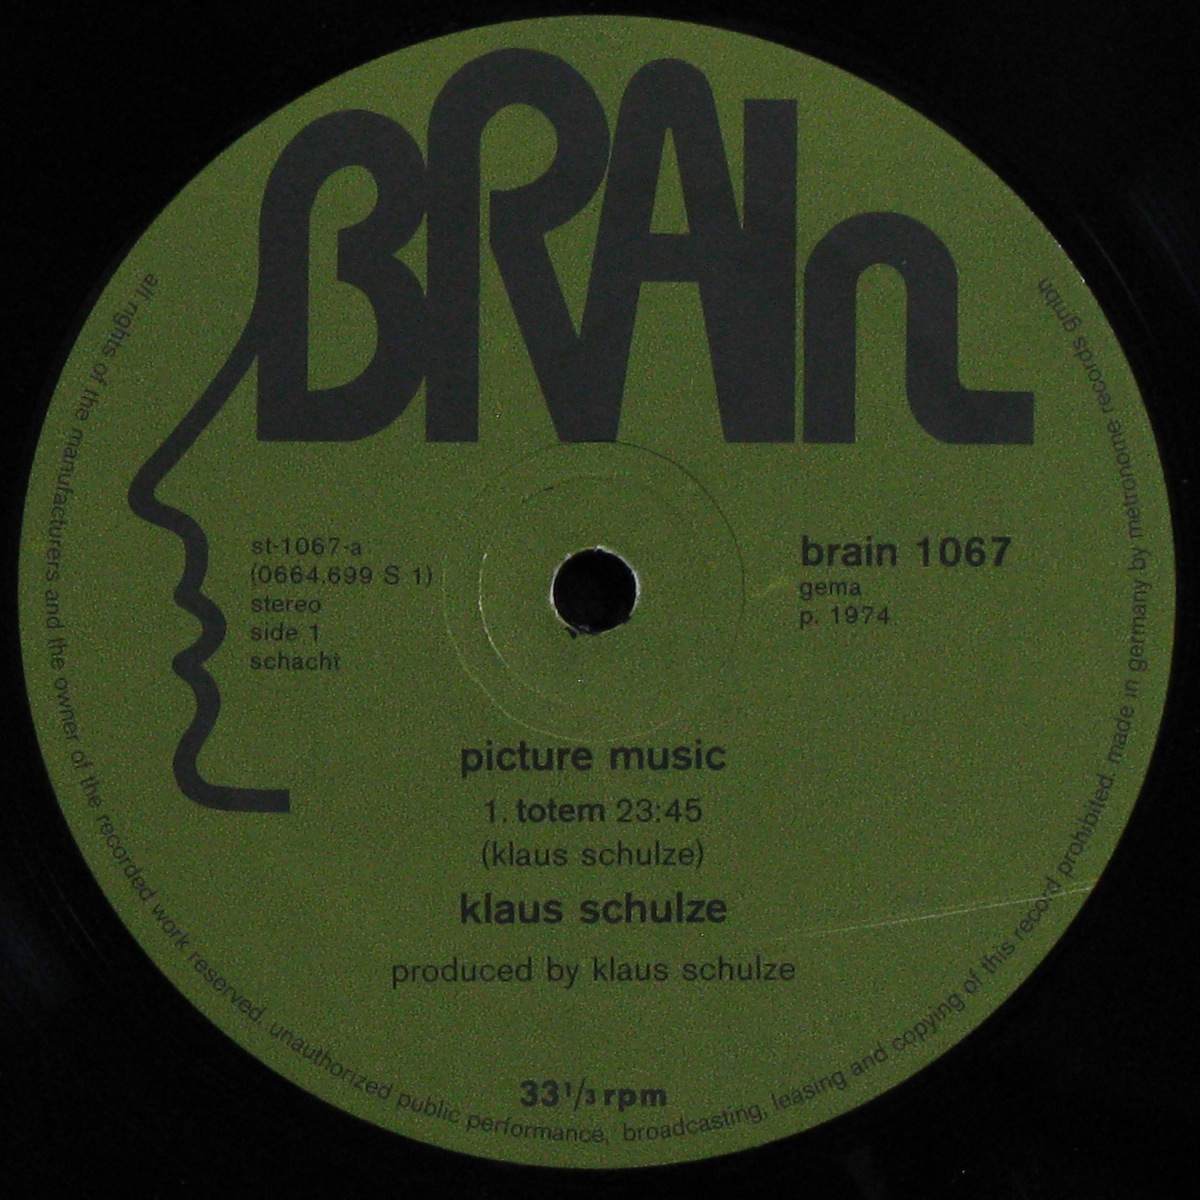 BRAIn
st-1067-a
(0664.699 S 1)
stereo
side 1
schacht
brain 1067
gema
p. 1974
picture music
1. totem 23:45
(klaus schulze)
klaus schulze
produced by klaus schulze
33 1/3 rpm
all rights of the manufacturers and the owner of the recorded work reserved. unauthorized public performance, broadcasting, leasing and copying of this record prohibited. made in germany by metronome records gmbh